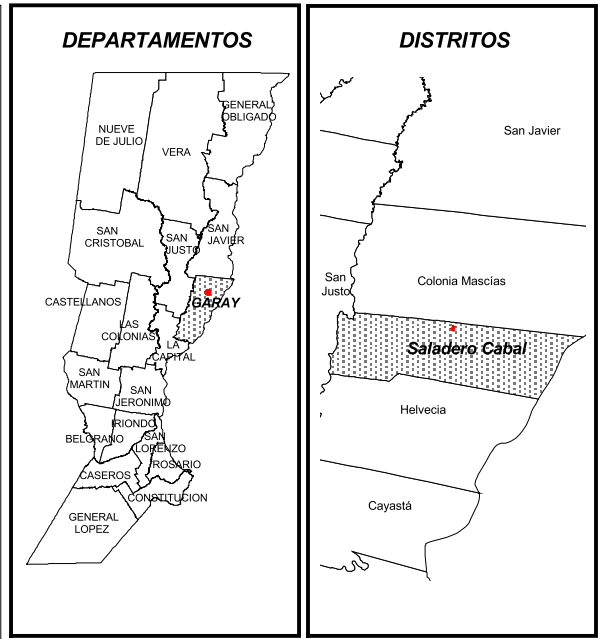 DEPARTAMENTOS
GENERAL
OBLIGADO
NUEVE
DE JULIO
VERA
SAN
CRISTOBAL
SAN
JUSTO
SAN
JAVIER
CASTELLANOS
GARAY
LAS
COLONIAS
LA
CAPITAL
SAN
MARTIN
SAN
JERONIMO
IRIONDO
BELGRANO
SAN
LORENZO
ROSARIO
CASEROS
CONSTITUCION
GENERAL
LOPEZ
DISTRITOS
San Javier
San
Justo
Colonia Mascías
Saladero Cabal
Helvecia
Cayastá